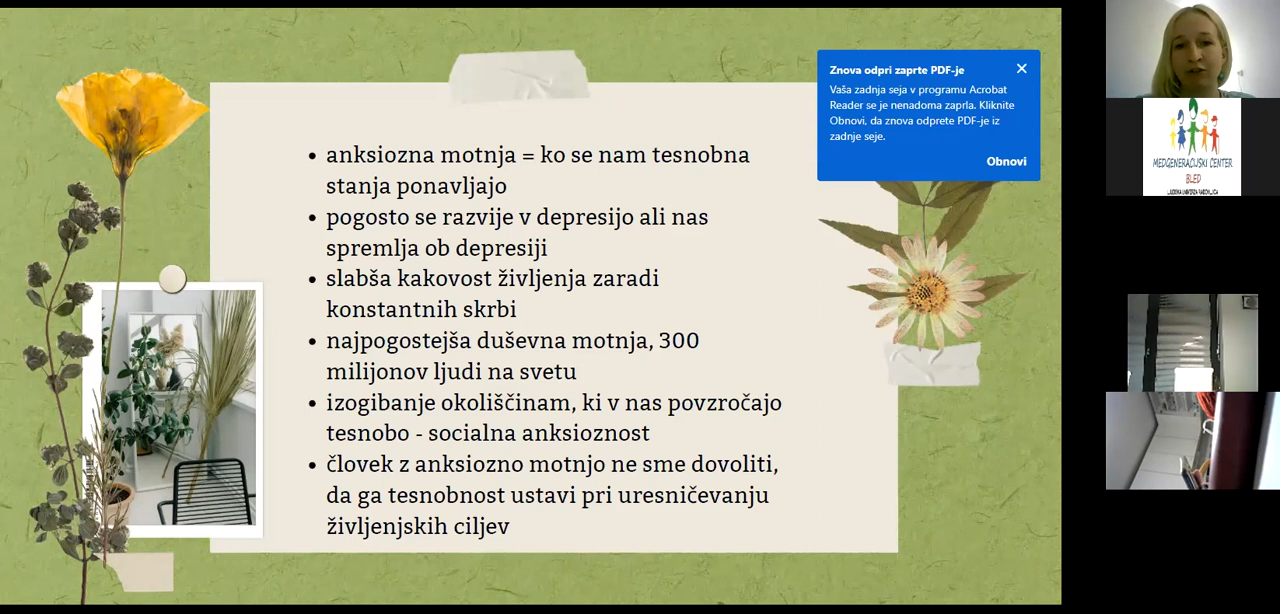 anksiozna motnja = ko se nam tesnobna
stanja ponavljajo
pogosto se razvije v depresijo ali nas
spremlja ob depresiji
slabša kakovost življenja zaradi
konstantnih skrbi
najpogostejša duševna motnja, 300
milijonov ljudi na svetu
izogibanje okoliščinam, ki v nas povzročajo
tesnobo - socialna anksioznost
človek z anksiozno motnjo ne sme dovoliti,
da ga tesnobnost ustavi pri uresničevanju
življenjskih ciljev
Znova odpri zaprte PDF-je
Vaša zadnja seja v programu Acrobat
Reader se je nenadoma zaprla. Kliknite
Obnovi, da znova odprete PDF-je iz
zadnje seje.
Obnovi
MEDGENERACIJSKI CENTER
BLED
LJUDSKA UNIVERZA RADOVLJICA